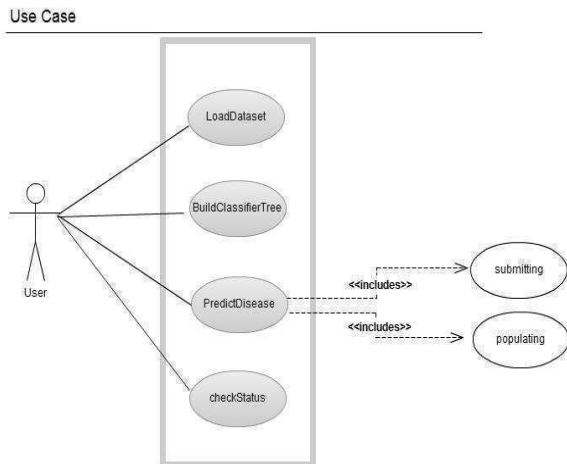 Use Case
LoadDataset
BuildClassifierTree
User
PredictDisease
<<includes>>
submitting
<<includes>>
populating
checkStatus